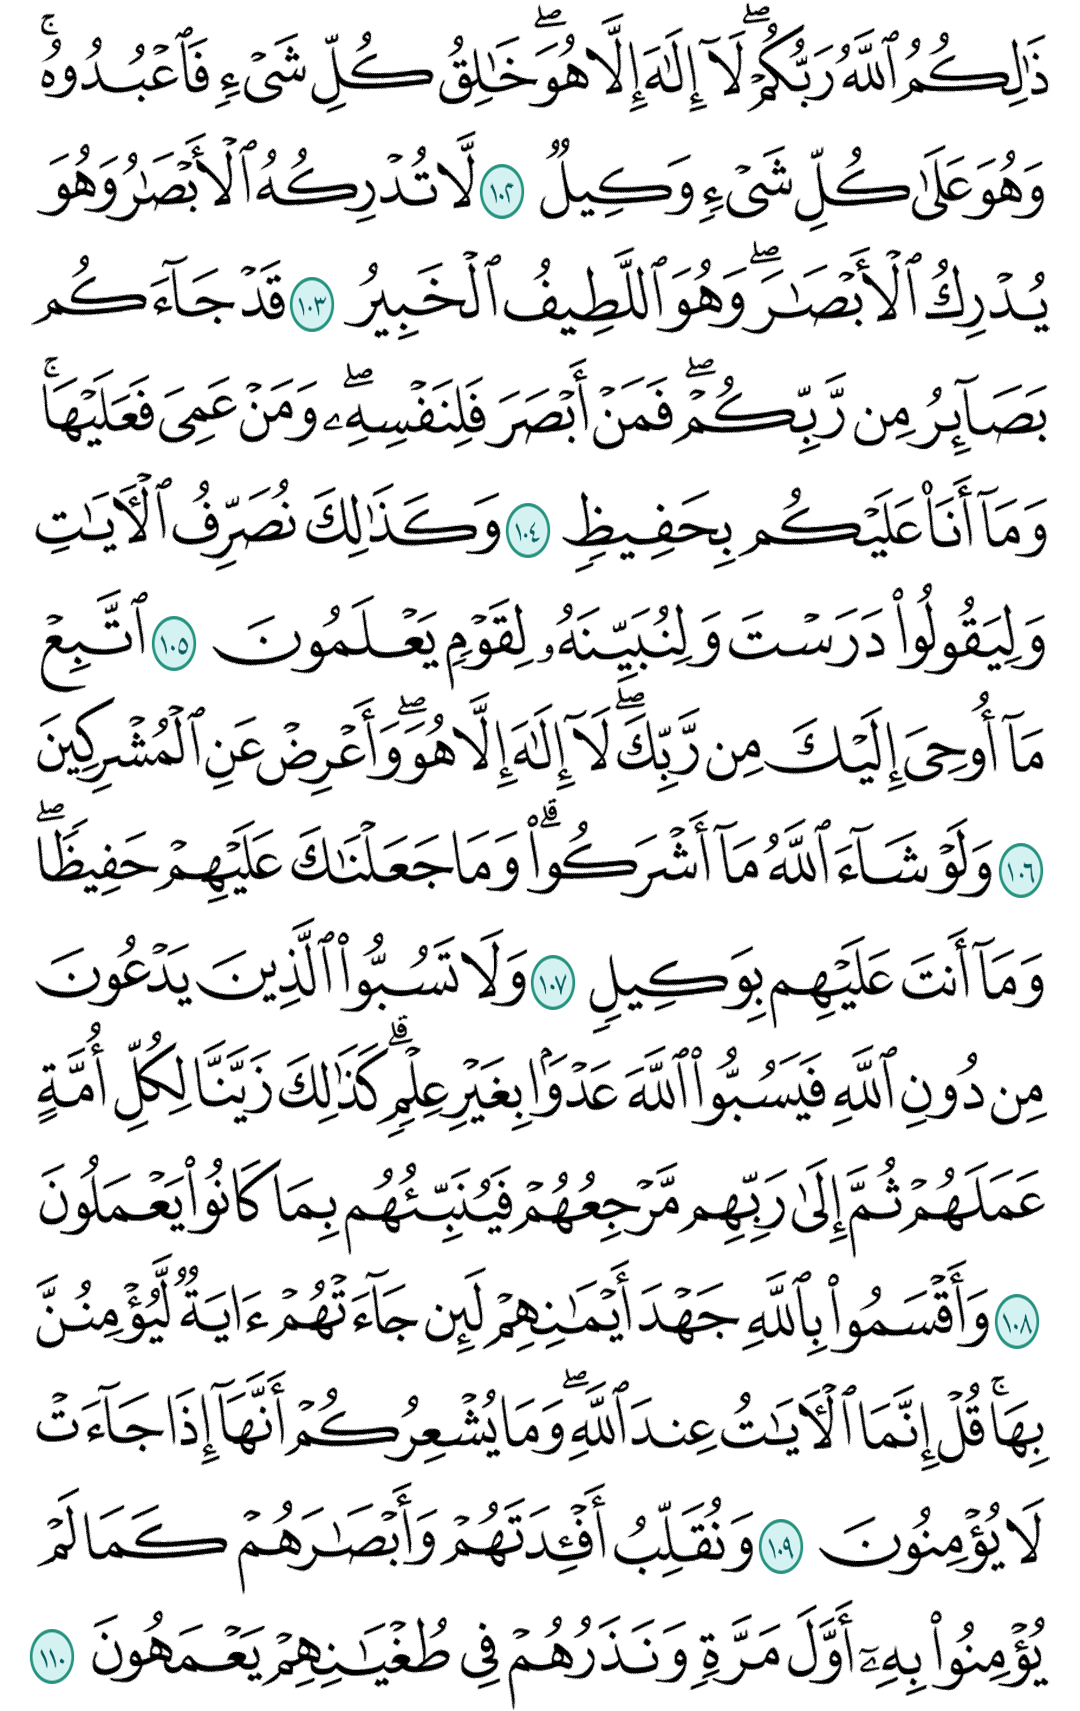 ذَٰلِكُمُ ٱللَّهُ رَبُّكُمْۖ لَآ إِلَٰهَ إِلَّا هُوَۖ خَٰلِقُ كُلِّ شَىْءٍ فَٱعْبُدُوهُۚ
وَهُوَ عَلَىٰ كُلِّ شَىْءٍ وَكِيلٌ ١٠٢ لَّا تُدْرِكُهُ ٱلْأَبْصَٰرُ وَهُوَ
يُدْرِكُ ٱلْأَبْصَٰرَۖ وَهُوَ ٱللَّطِيفُ ٱلْخَبِيرُ ١٠٣ قَدْ جَآءَكُم
بَصَآئِرُ مِن رَّبِّكُمْۖ فَمَنْ أَبْصَرَ فَلِنَفْسِهِۦۖ وَمَنْ عَمِىَ فَعَلَيْهَاۚ
وَمَآ أَنَا۠ عَلَيْكُم بِحَفِيظٍ ١٠٤ وَكَذَٰلِكَ نُصَرِّفُ ٱلْـَٔايَٰتِ
وَلِيَقُولُوا۟ دَرَسْتَ وَلِنُبَيِّنَهُۥ لِقَوْمٍ يَعْلَمُونَ ١٠٥ ٱتَّبِعْ
مَآ أُوحِىَ إِلَيْكَ مِن رَّبِّكَۖ لَآ إِلَٰهَ إِلَّا هُوَۖ وَأَعْرِضْ عَنِ ٱلْمُشْرِكِينَ
١٠٦ وَلَوْ شَآءَ ٱللَّهُ مَآ أَشْرَكُوا۟ۗ وَمَا جَعَلْنَٰكَ عَلَيْهِمْ حَفِيظًاۖ
وَمَآ أَنتَ عَلَيْهِم بِوَكِيلٍ ١٠٧ وَلَا تَسُبُّوا۟ ٱلَّذِينَ يَدْعُونَ
مِن دُونِ ٱللَّهِ فَيَسُبُّوا۟ ٱللَّهَ عَدْوًۢا بِغَيْرِ عِلْمٍۗ كَذَٰلِكَ زَيَّنَّا لِكُلِّ أُمَّةٍ
عَمَلَهُمْ ثُمَّ إِلَىٰ رَبِّهِم مَّرْجِعُهُمْ فَيُنَبِّئُهُم بِمَا كَانُوا۟ يَعْمَلُونَ
١٠٨ وَأَقْسَمُوا۟ بِٱللَّهِ جَهْدَ أَيْمَٰنِهِمْ لَئِن جَآءَتْهُمْ ءَايَةٌ لَّيُؤْمِنُنَّ
بِهَاۚ قُلْ إِنَّمَا ٱلْـَٔايَٰتُ عِندَ ٱللَّهِۖ وَمَا يُشْعِرُكُمْ أَنَّهَآ إِذَا جَآءَتْ
لَا يُؤْمِنُونَ ١٠٩ وَنُقَلِّبُ أَفْـِٔدَتَهُمْ وَأَبْصَٰرَهُمْ كَمَا لَمْ
يُؤْمِنُوا۟ بِهِۦٓ أَوَّلَ مَرَّةٍ وَنَذَرُهُمْ فِى طُغْيَٰنِهِمْ يَعْمَهُونَ ١١٠